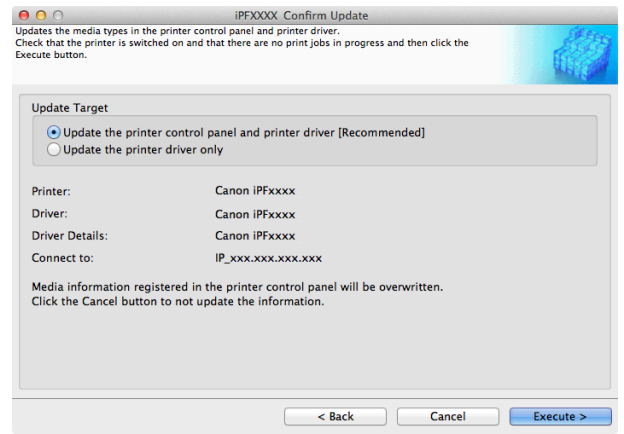 iPFXXXX Confirm Update
Updates the media types in the printer control panel and printer driver.
Check that the printer is switched on and that there are no print jobs in progress and then click the
Execute button.
Update Target
Update the printer control panel and printer driver [Recommended]
Update the printer driver only
Printer: Canon iPFxxxx
Driver: Canon iPFxxxx
Driver Details: Canon iPFxxxx
Connect to: IP_xxx.xxx.xxx.xxx
Media information registered in the printer control panel will be overwritten.
Click the Cancel button to not update the information.
< Back Cancel Execute >